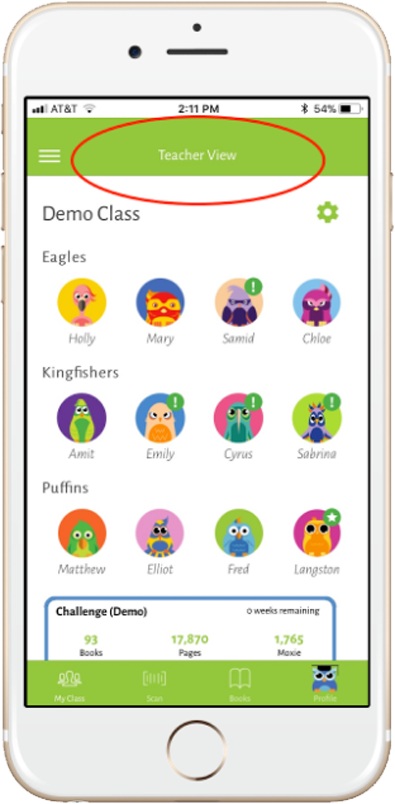 AT&T 2:11 PM 54%
Teacher View
Demo Class
Eagles
!
Holly Mary Samid Chloe
Kingfishers
! ! !
Amit Emily Cyrus Sabrina
Puffins
Matthew Elliot Fred Langston
Challenge (Demo) 0 weeks remaining
93 17,870 1,765
Books Pages Moxie
My Class Scan Books Profile